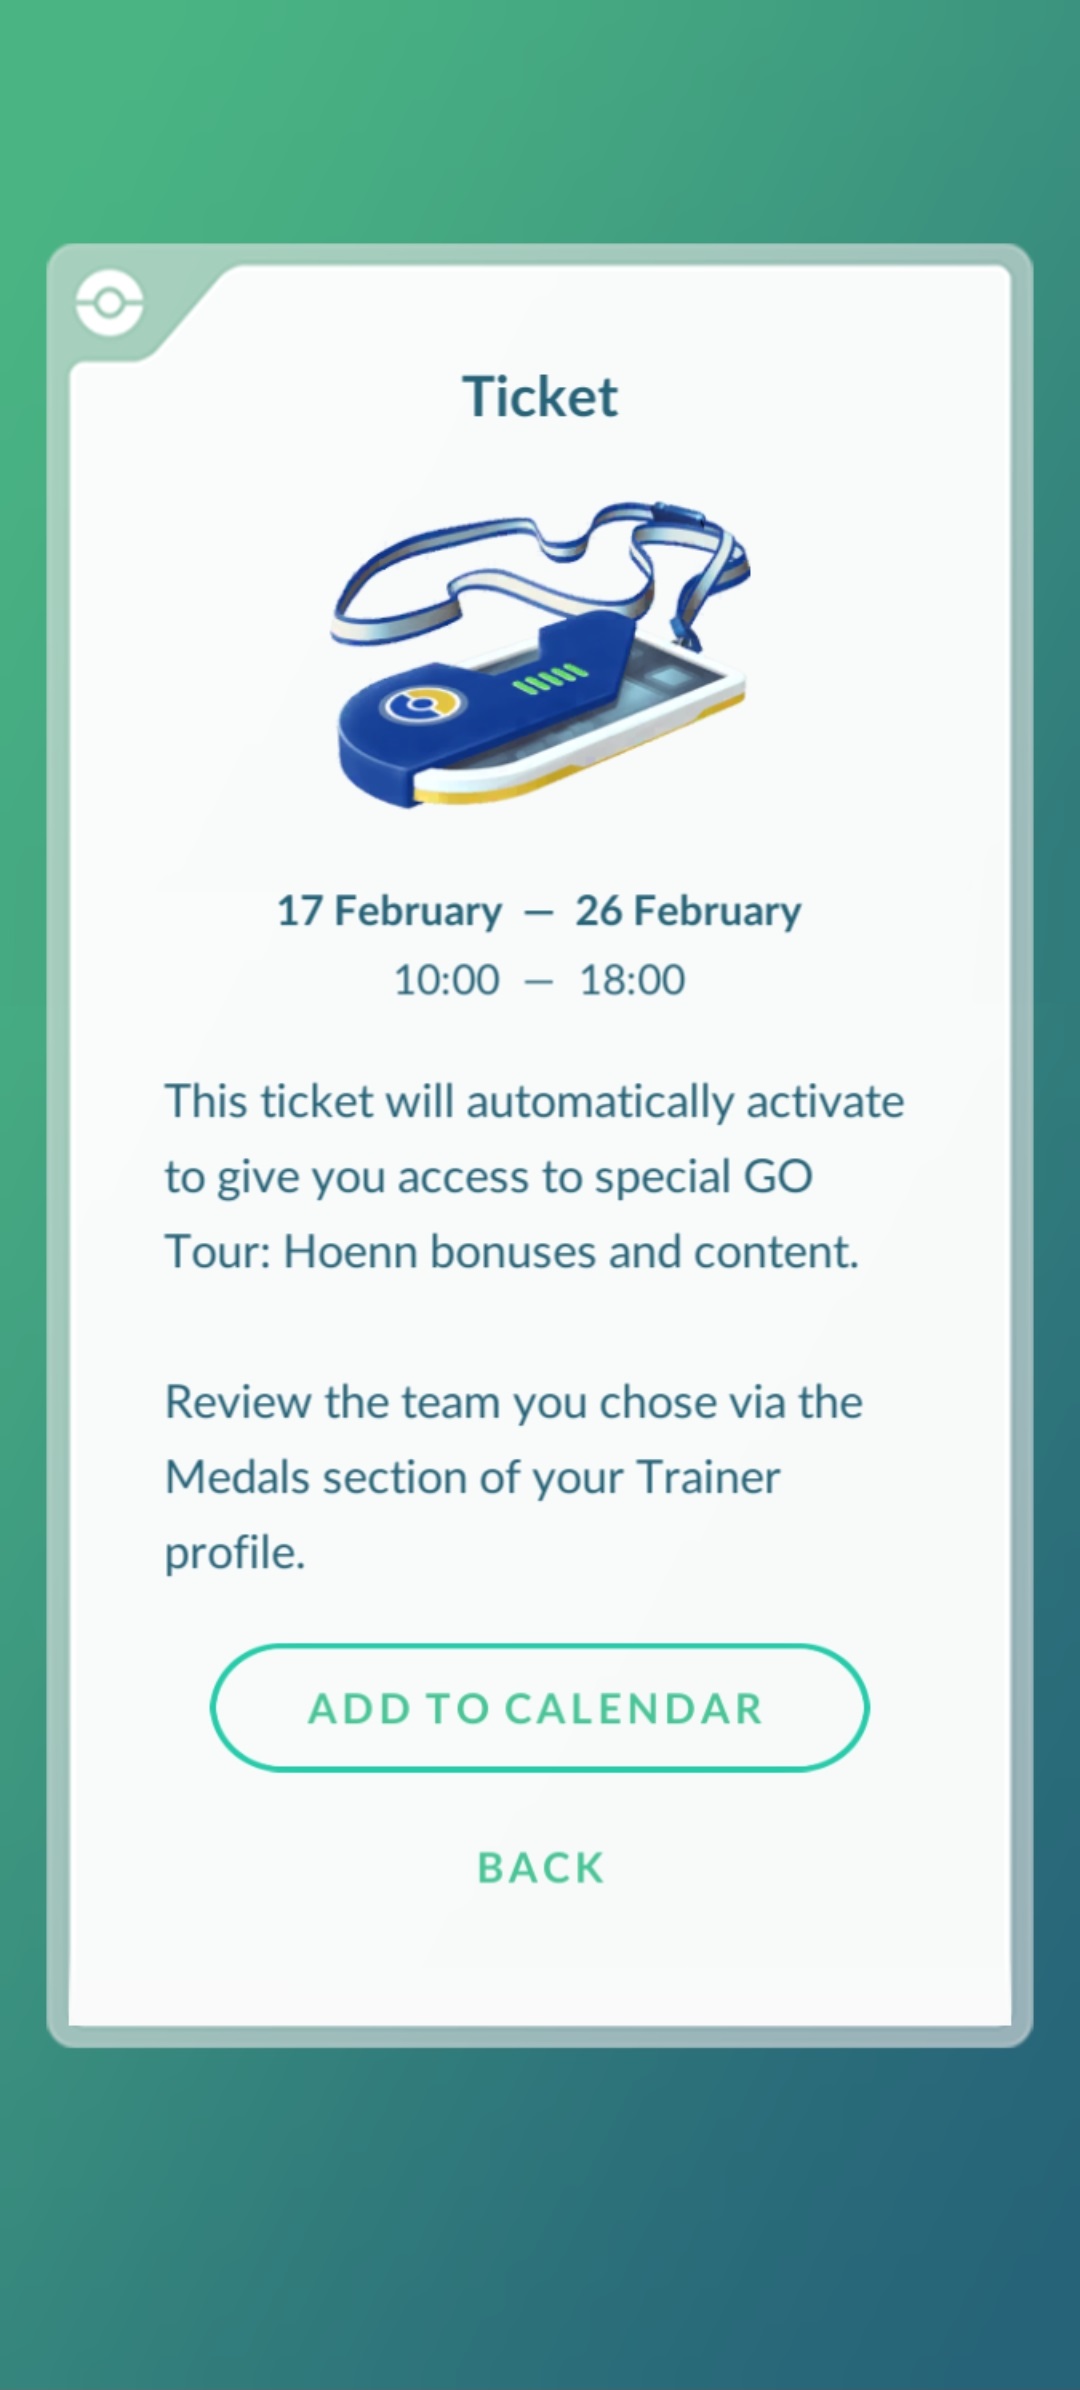 Ticket
17 February — 26 February
10:00 — 18:00
This ticket will automatically activate
to give you access to special GO
Tour: Hoenn bonuses and content.
Review the team you chose via the
Medals section of your Trainer
profile.
ADD TO CALENDAR
BACK